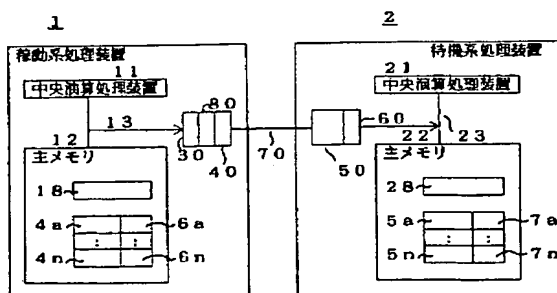 1
2
稼動系処理装置
待機系処理装置
11
21
中央演算処理装置
中央演算処理装置
80
60
12
13
22
23
30
40
70
50
主メモリ
主メモリ
18
28
4a
6a
5a
7a
:
:
:
:
4n
6n
5n
7n